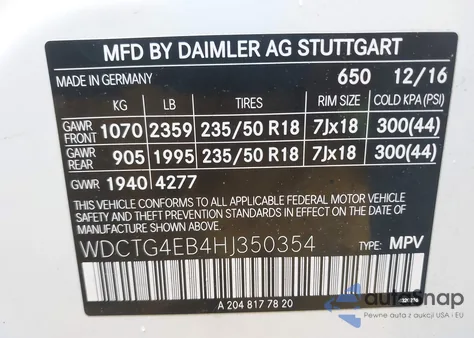 MFD BY DAIMLER AG STUTTGART
MADE IN GERMANY 650 12/16
KG LB TIRES RIM SIZE COLD KPA (PSI)
GAWR FRONT 1070 2359 235/50 R18 7Jx18 300(44)
GAWR REAR 905 1995 235/50 R18 7Jx18 300(44)
GVWR 1940 4277
THIS VEHICLE CONFORMS TO ALL APPLICABLE FEDERAL MOTOR VEHICLE
SAFETY AND THEFT PREVENTION STANDARDS IN EFFECT ON THE DATE OF
MANUFACTURE SHOWN ABOVE.
WDCTG4EB4HJ350354 TYPE: MPV
A 204 817 78 20
autoSnap
Pewne auta z aukcji USA i EU